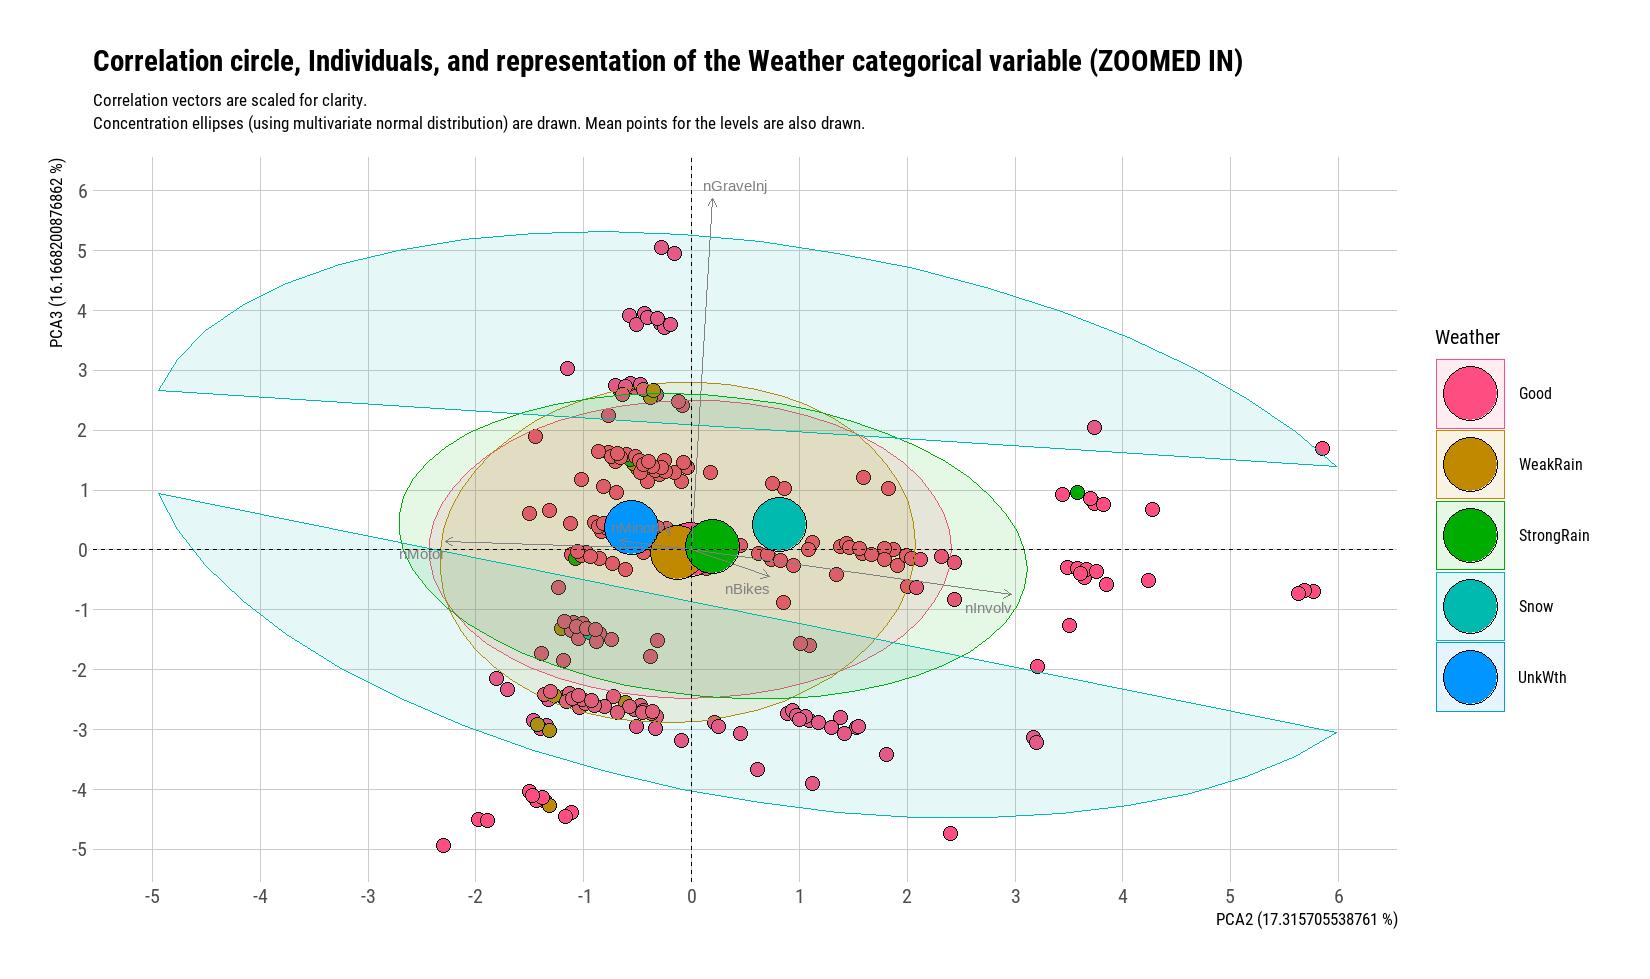 Correlation circle, Individuals, and representation of the Weather categorical variable (ZOOMED IN)
Correlation vectors are scaled for clarity.
Concentration ellipses (using multivariate normal distribution) are drawn. Mean points for the levels are also drawn.
PCA3 (16.1668200876862 %)
6
5
4
3
2
1
0
-1
-2
-3
-4
-5
nGraveInj
nMotor
nBikes
nInvolv
-5
-4
-3
-2
-1
0
1
2
3
4
5
6
PCA2 (17.315705538761 %)
Weather
Good
WeakRain
StrongRain
Snow
UnkWth